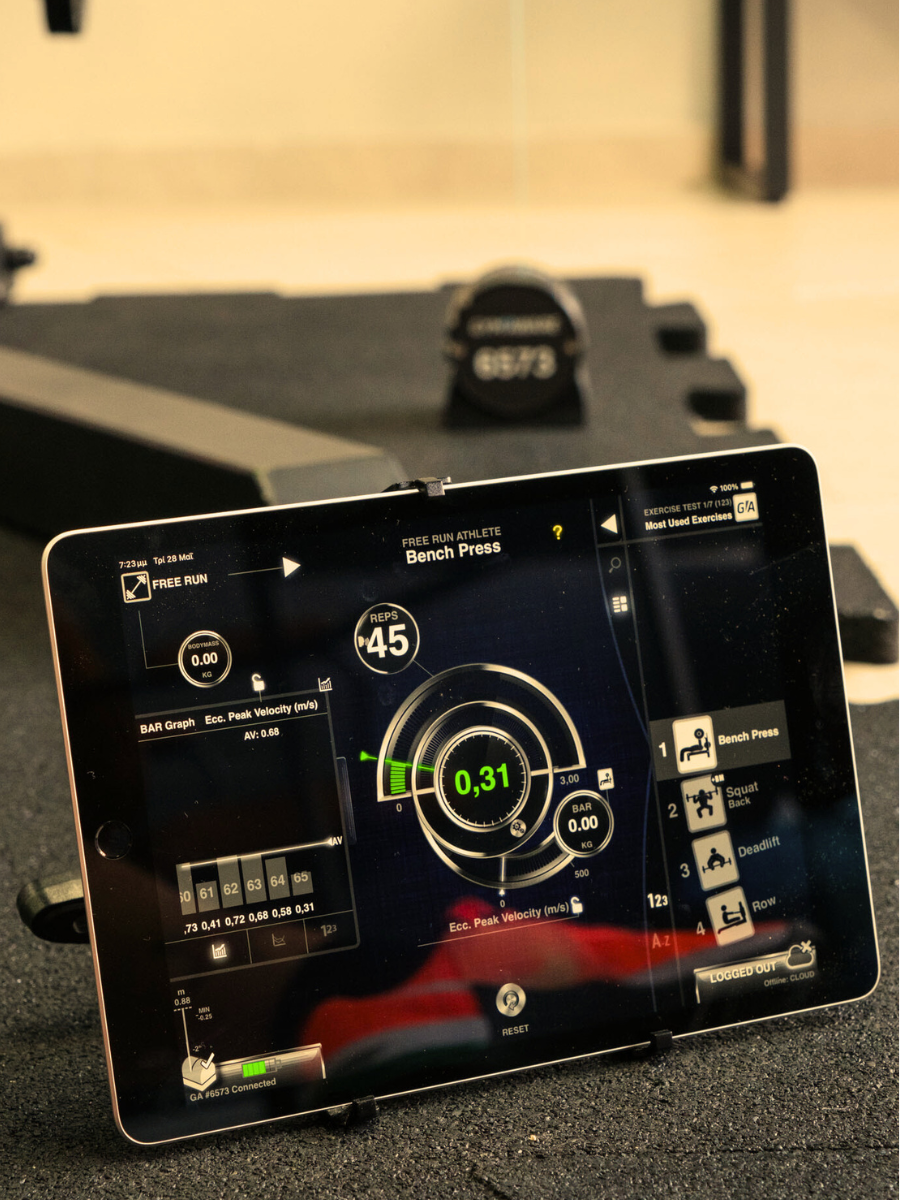 6573
7:23 μμ Τρί 28 Μαΐ
100%
FREE RUN
FREE RUN ATHLETE
Bench Press
?
EXERCISE TEST 1/7 (123)
Most Used Exercises
GfA
BODYMASS
0.00
KG
REPS
45
BAR Graph Ecc. Peak Velocity (m/s)
AV: 0.68
AV
61 62 63 64 65
,73 0,41 0,72 0,68 0,58 0,31
123
0,31
0
3,00
BAR
0.00
KG
500
0
Ecc. Peak Velocity (m/s)
RESET
1 Bench Press
2 Squat
Back
3 Deadlift
4 Row
123
A-Z
LOGGED OUT
Offline: CLOUD
m
0.88
MIN
-0.25
GA #6573 Connected